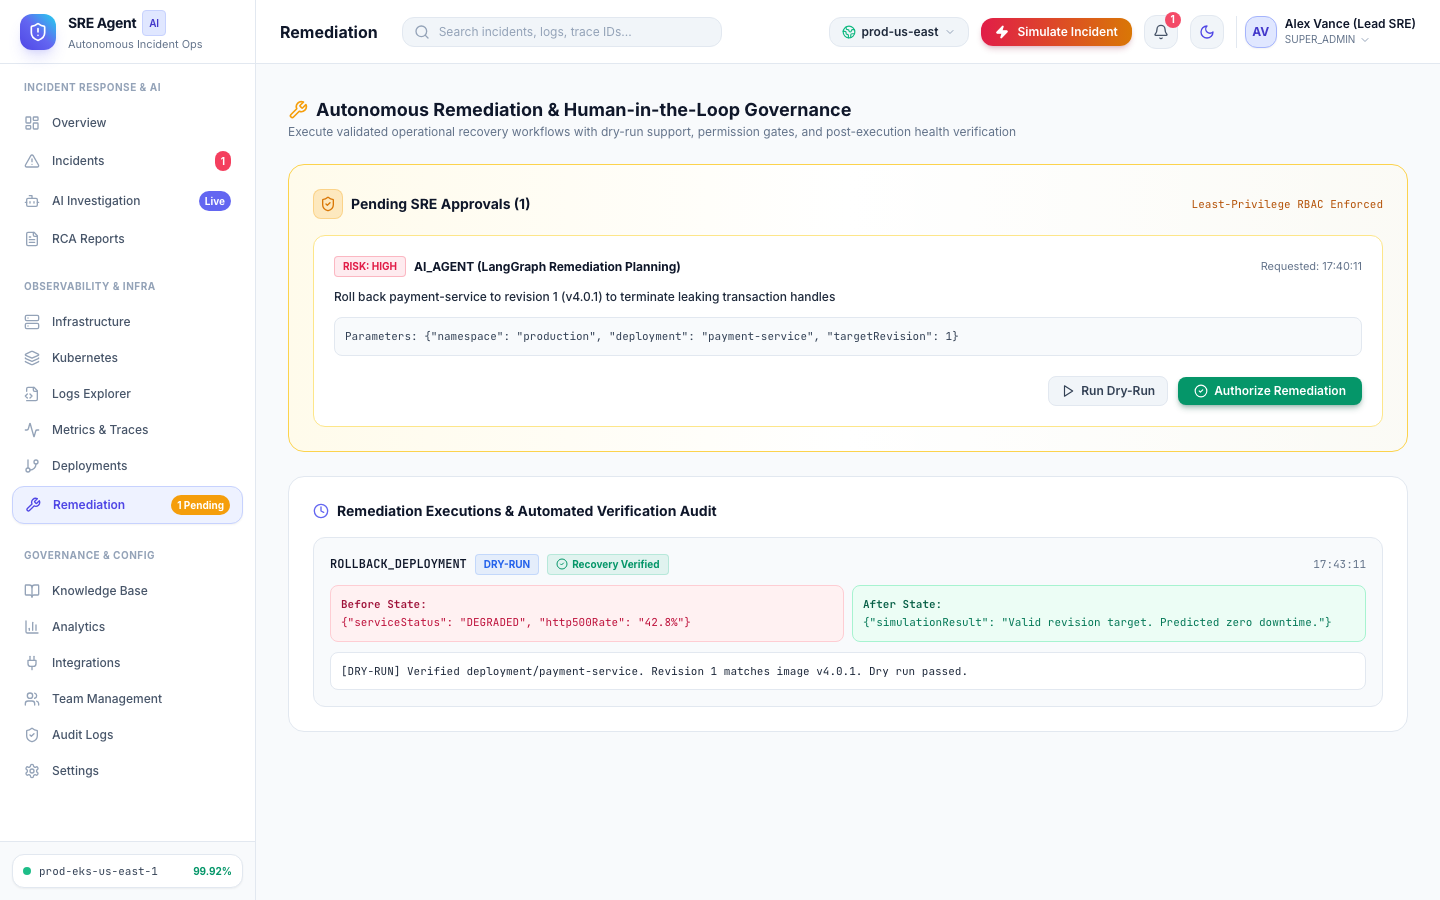 SRE Agent AI
Autonomous Incident Ops
Remediation
Search incidents, logs, trace IDs...
prod-us-east
Simulate Incident
1
AV
Alex Vance (Lead SRE)
SUPER_ADMIN
INCIDENT RESPONSE & AI
Overview
Incidents 1
AI Investigation Live
RCA Reports
OBSERVABILITY & INFRA
Infrastructure
Kubernetes
Logs Explorer
Metrics & Traces
Deployments
Remediation 1 Pending
GOVERNANCE & CONFIG
Knowledge Base
Analytics
Integrations
Team Management
Audit Logs
Settings
prod-eks-us-east-1 99.92%
Autonomous Remediation & Human-in-the-Loop Governance
Execute validated operational recovery workflows with dry-run support, permission gates, and post-execution health verification
Pending SRE Approvals (1)
Least-Privilege RBAC Enforced
RISK: HIGH AI_AGENT (LangGraph Remediation Planning)
Requested: 17:40:11
Roll back payment-service to revision 1 (v4.0.1) to terminate leaking transaction handles
Parameters: {"namespace": "production", "deployment": "payment-service", "targetRevision": 1}
Run Dry-Run
Authorize Remediation
Remediation Executions & Automated Verification Audit
ROLLBACK_DEPLOYMENT DRY-RUN Recovery Verified
17:43:11
Before State:
{"serviceStatus": "DEGRADED", "http500Rate": "42.8%"}
After State:
{"simulationResult": "Valid revision target. Predicted zero downtime."}
[DRY-RUN] Verified deployment/payment-service. Revision 1 matches image v4.0.1. Dry run passed.